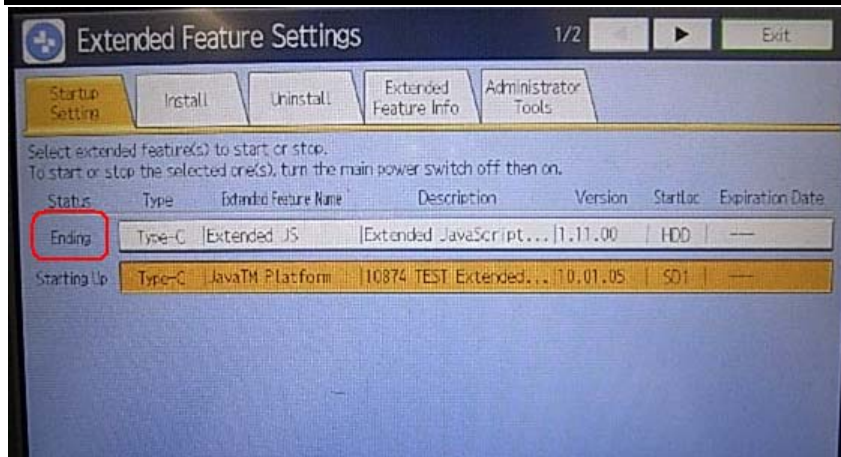 Extended Feature Settings 1/2 Exit
Startup Setting Install Uninstall Extended Feature Info Administrator Tools
Select extended feature(s) to start or stop.
To start or stop the selected one(s), turn the main power switch off then on.
Status Type Extended Feature Name Description Version StartLoc Expiration Date
Ending Type-C Extended JS Extended JavaScript... 1.11.00 HDD ---
Starting Up Type-C JavaTM Platform 10874 TEST Extended... 10.01.05 SD1 ---